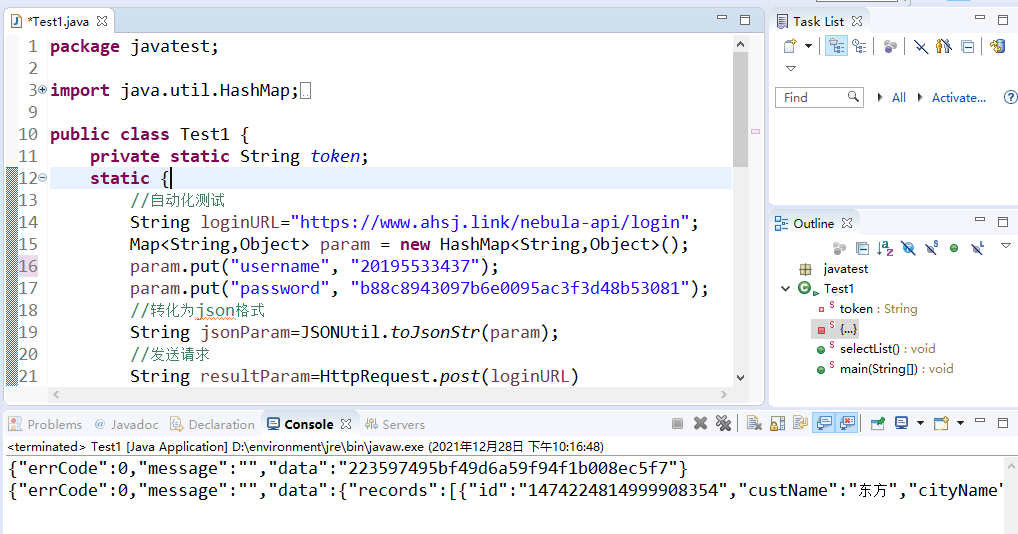 *Test1.java
1 package javatest;
2
3 import java.util.HashMap;
9
10 public class Test1 {
11 private static String token;
12 static {
13 //自动化测试
14 String loginURL="https://www.ahsj.link/nebula-api/login";
15 Map<String,Object> param = new HashMap<String,Object>();
16 param.put("username", "20195533437");
17 param.put("password", "b88c8943097b6e0095ac3f3d48b53081");
18 //转化为json格式
19 String jsonParam=JSONUtil.toJsonStr(param);
20 //发送请求
21 String resultParam=HttpRequest.post(loginURL)
Task List
Find
All
Activate...
Outline
javatest
Test1
token : String
{...}
selectList() : void
main(String[]) : void
Problems @ Javadoc Declaration Console Servers
<terminated> Test1 [Java Application] D:\environment\jre\bin\javaw.exe (2021年12月28日 下午10:16:48)
{"errCode":0,"message":"","data":"223597495bf49d6a59f94f1b008ec5f7"}
{"errCode":0,"message":"","data":{"records":[{"id":"1474224814999908354","custName":"东方","cityName"